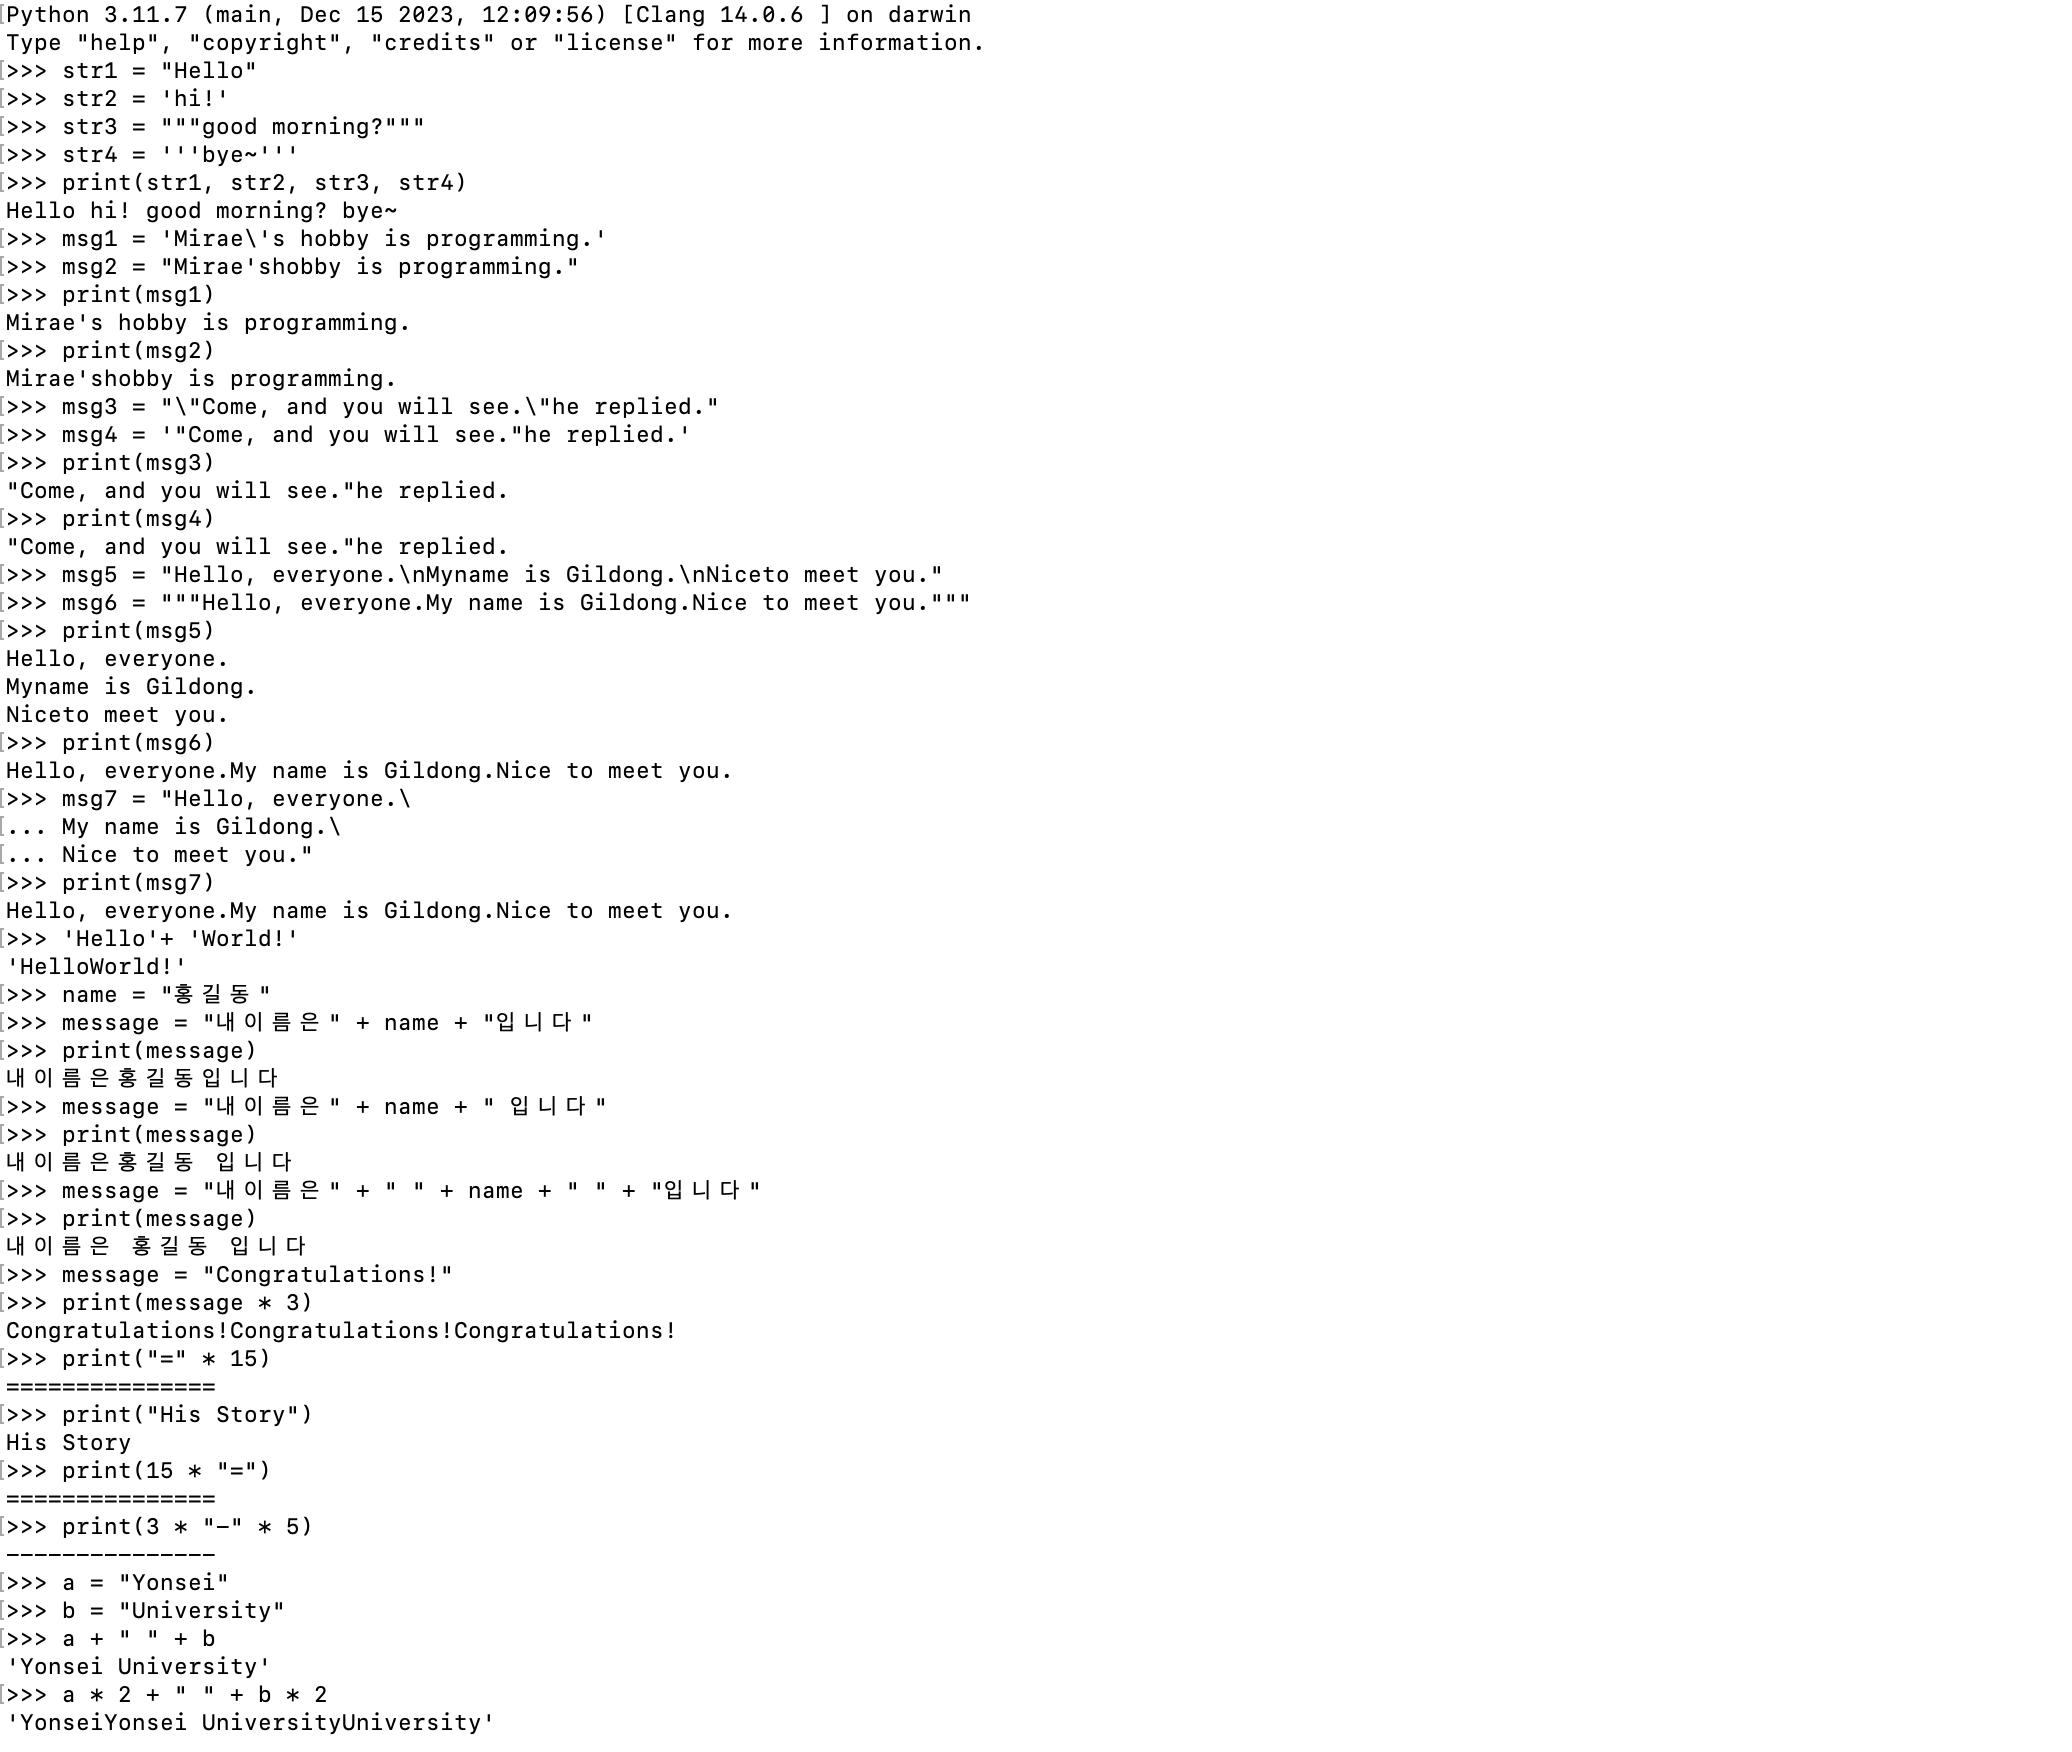 Python 3.11.7 (main, Dec 15 2023, 12:09:56) [Clang 14.0.6 ] on darwin
Type "help", "copyright", "credits" or "license" for more information.
>>> str1 = "Hello"
>>> str2 = 'hi!'
>>> str3 = """good morning?"""
>>> str4 = '''bye~'''
>>> print(str1, str2, str3, str4)
Hello hi! good morning? bye~
>>> msg1 = 'Mirae\'s hobby is programming.'
>>> msg2 = "Mirae'shobby is programming."
>>> print(msg1)
Mirae's hobby is programming.
>>> print(msg2)
Mirae'shobby is programming.
>>> msg3 = "\"Come, and you will see.\"he replied."
>>> msg4 = '"Come, and you will see."he replied.'
>>> print(msg3)
"Come, and you will see."he replied.
>>> print(msg4)
"Come, and you will see."he replied.
>>> msg5 = "Hello, everyone.\nMyname is Gildong.\nNiceto meet you."
>>> msg6 = """Hello, everyone.My name is Gildong.Nice to meet you."""
>>> print(msg5)
Hello, everyone.
Myname is Gildong.
Niceto meet you.
>>> print(msg6)
Hello, everyone.My name is Gildong.Nice to meet you.
>>> msg7 = "Hello, everyone.\
... My name is Gildong.\
... Nice to meet you."
>>> print(msg7)
Hello, everyone.My name is Gildong.Nice to meet you.
>>> 'Hello'+ 'World!'
'HelloWorld!'
>>> name = "홍길동"
>>> message = "내이름은" + name + "입니다"
>>> print(message)
내이름은홍길동입니다
>>> message = "내이름은" + name + " 입니다"
>>> print(message)
내이름은홍길동 입니다
>>> message = "내이름은" + " " + name + " " + "입니다"
>>> print(message)
내이름은 홍길동 입니다
>>> message = "Congratulations!"
>>> print(message * 3)
Congratulations!Congratulations!Congratulations!
>>> print("=" * 15)
===============
>>> print("His Story")
His Story
>>> print(15 * "=")
===============
>>> print(3 * "-" * 5)
---------------
>>> a = "Yonsei"
>>> b = "University"
>>> a + " " + b
'Yonsei University'
>>> a * 2 + " " + b * 2
'YonseiYonsei UniversityUniversity'